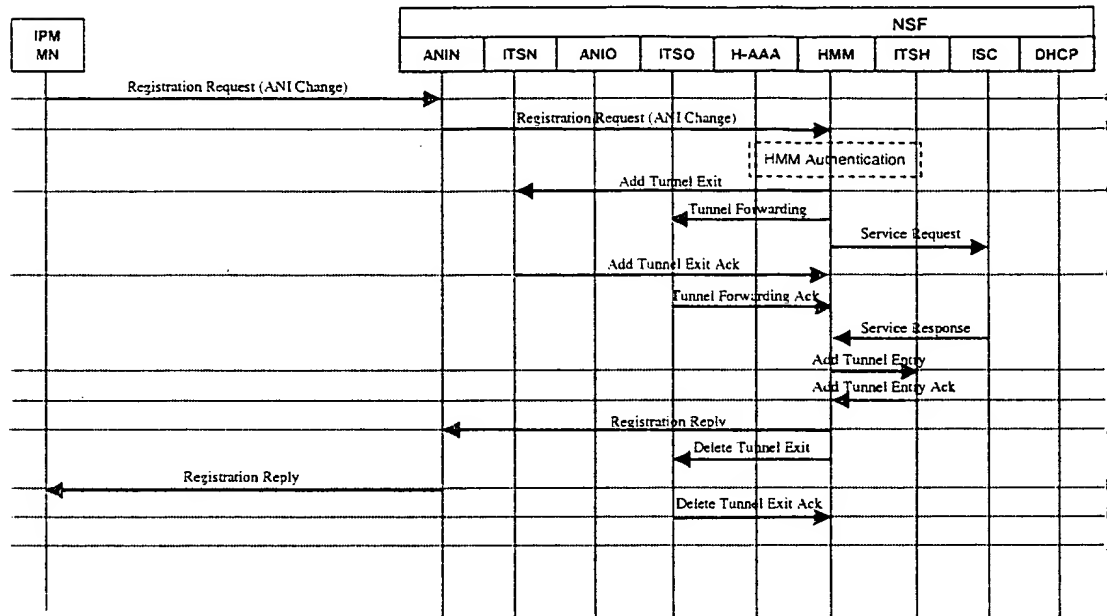 NSF
IPM
MN
ANIN ITSN ANIO ITSO H-AAA HMM ITSH ISC DHCP
Registration Request (ANI Change)
Registration Request (ANI Change)
HMM Authentication
Add Tunnel Exit
Tunnel Forwarding
Service Request
Add Tunnel Exit Ack
Tunnel Forwarding Ack
Service Response
Add Tunnel Entry
Add Tunnel Entry Ack
Registration Reply
Delete Tunnel Exit
Registration Reply
Delete Tunnel Exit Ack